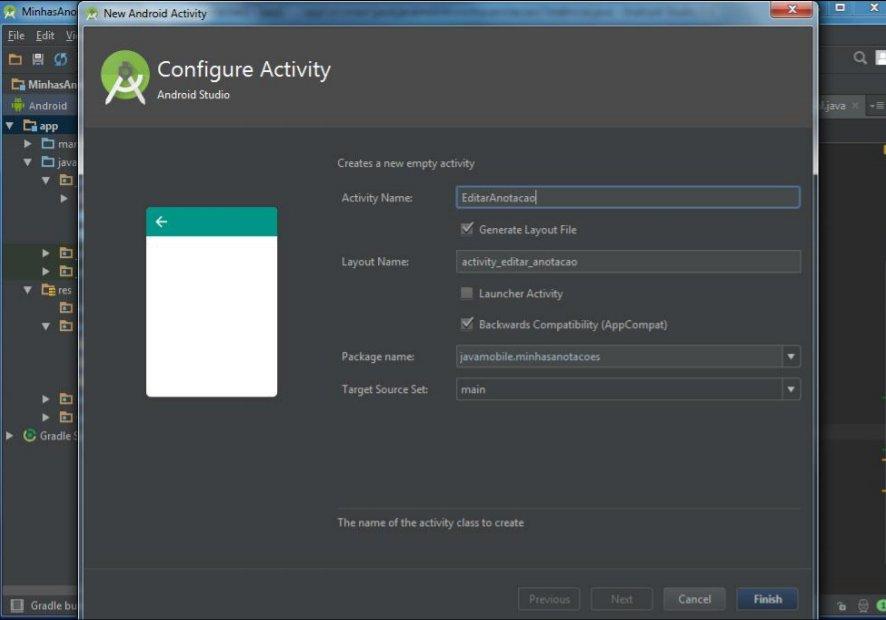 MinhasAno
New Android Activity
File Edit Vi
MinhasAn
Android
app
mar
java
res
Gradle S
Gradle bu
Configure Activity
Android Studio
Creates a new empty activity
Activity Name: EditarAnotacao
Generate Layout File
Layout Name: activity_editar_anotacao
Launcher Activity
Backwards Compatibility (AppCompat)
Package name: javamobile.minhasanotacoes
Target Source Set: main
The name of the activity class to create
Previous Next Cancel Finish
.java